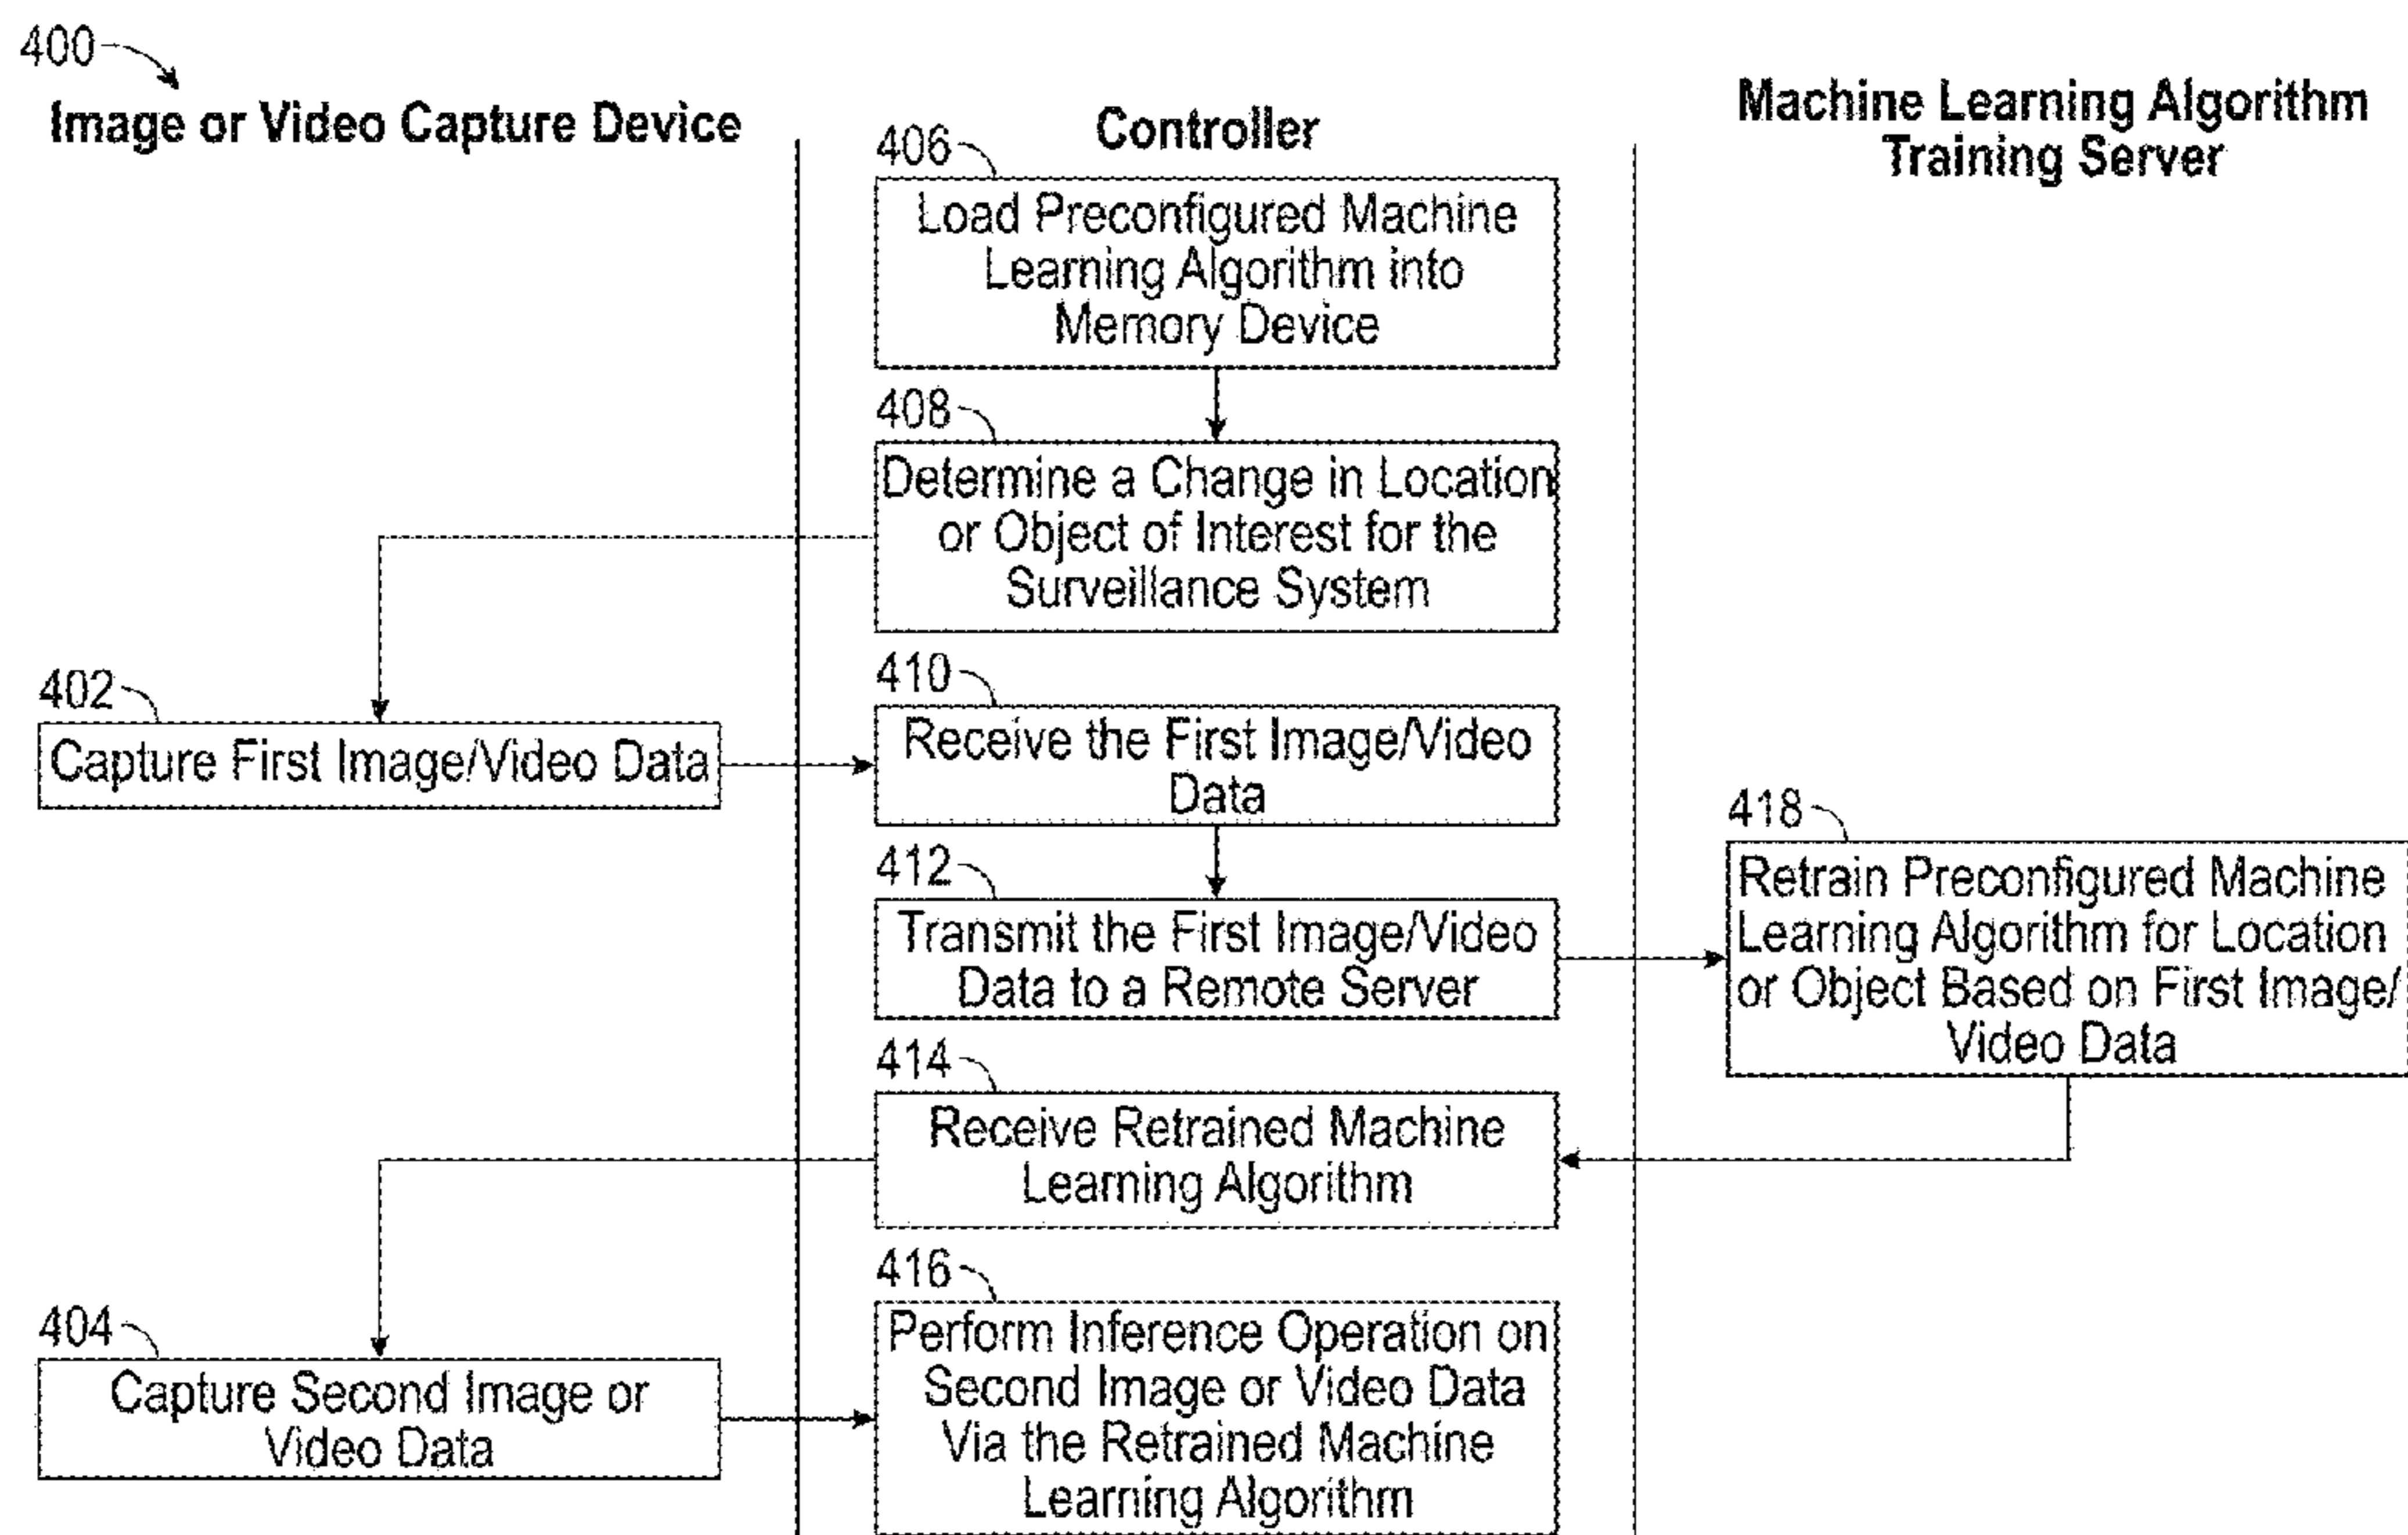 400
Image or Video Capture Device
Controller
Machine Learning Algorithm
Training Server
406
Load Preconfigured Machine
Learning Algorithm into
Memory Device
408
Determine a Change in Location
or Object of Interest for the
Surveillance System
402
Capture First Image/Video Data
410
Receive the First Image/Video
Data
412
Transmit the First Image/Video
Data to a Remote Server
418
Retrain Preconfigured Machine
Learning Algorithm for Location
or Object Based on First Image/
Video Data
414
Receive Retrained Machine
Learning Algorithm
404
Capture Second Image or
Video Data
416
Perform Inference Operation on
Second Image or Video Data
Via the Retrained Machine
Learning Algorithm